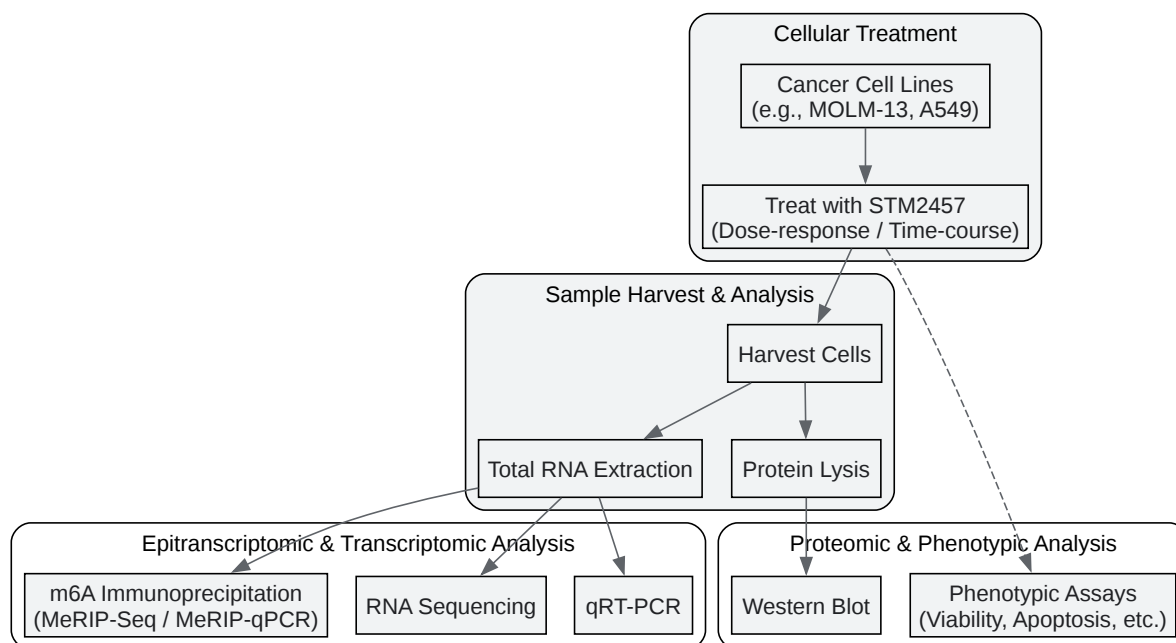 Cellular Treatment
Cancer Cell Lines
(e.g., MOLM-13, A549)
Treat with STM2457
(Dose-response / Time-course)
Sample Harvest & Analysis
Harvest Cells
Total RNA Extraction
Protein Lysis
Epitranscriptomic & Transcriptomic Analysis
m6A Immunoprecipitation
(MeRIP-Seq / MeRIP-qPCR)
RNA Sequencing
qRT-PCR
Proteomic & Phenotypic Analysis
Western Blot
Phenotypic Assays
(Viability, Apoptosis, etc.)